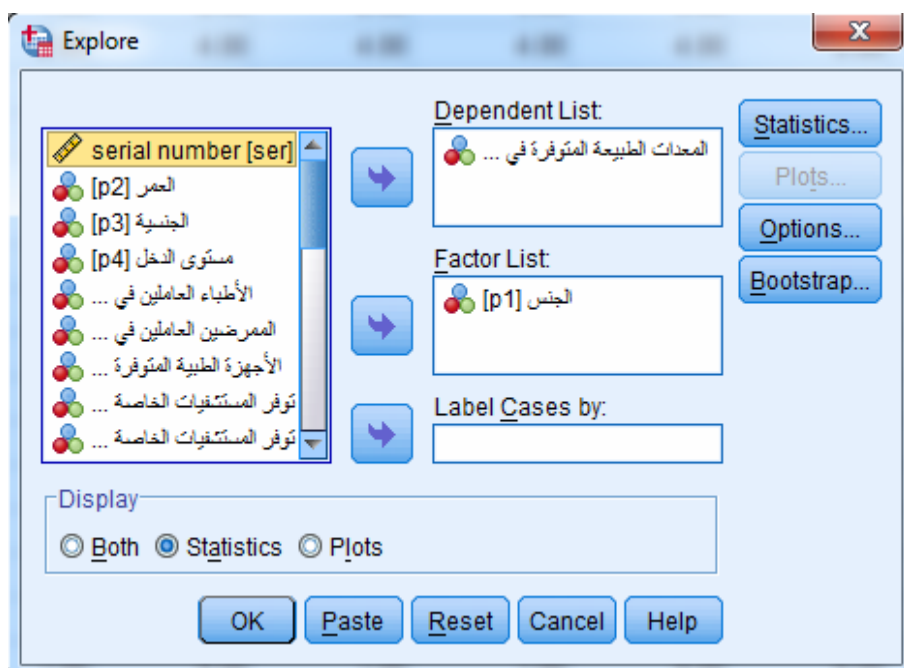 Explore
serial number [ser]
العمر [p2]
الجنسية [p3]
مستوى الدخل [p4]
الأطباء العاملين في ...
الممرضين العاملين في ...
الأجهزة الطبية المتوفرة ...
توفر المستشفيات الخاصة ...
توفر المستشفيات الخاصة ...
Dependent List:
المعدات الطبيعة المتوفرة في ...
Factor List:
الجنس [p1]
Label Cases by:
Statistics...
Plots...
Options...
Bootstrap...
Display
Both Statistics Plots
OK Paste Reset Cancel Help